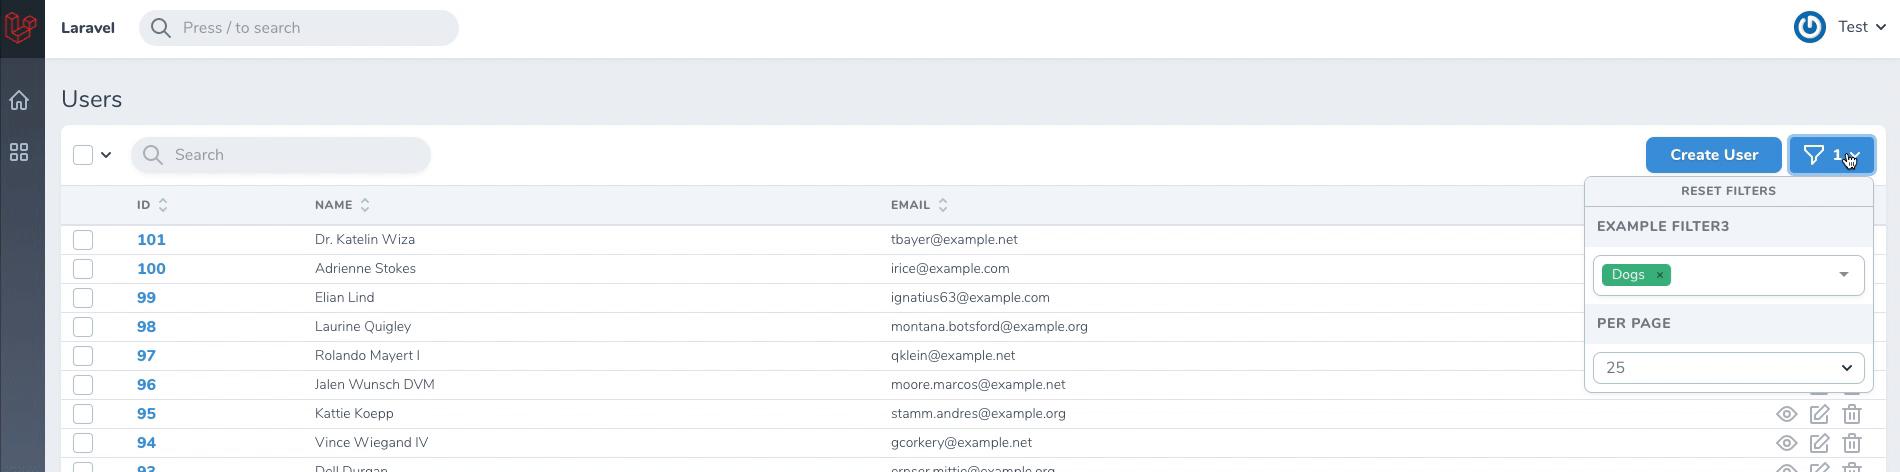 Laravel Press / to search Test
Users
Search Create User 1
RESET FILTERS
ID NAME EMAIL
EXAMPLE FILTER3
Dogs ×
PER PAGE
25
101 Dr. Katelin Wiza tbayer@example.net
100 Adrienne Stokes irice@example.com
99 Elian Lind ignatius63@example.com
98 Laurine Quigley montana.botsford@example.org
97 Rolando Mayert I qklein@example.net
96 Jalen Wunsch DVM moore.marcos@example.net
95 Kattie Koepp stamm.andres@example.org
94 Vince Wiegand IV gcorkery@example.net
93 Dell Durgan ernser.mittie@example.org